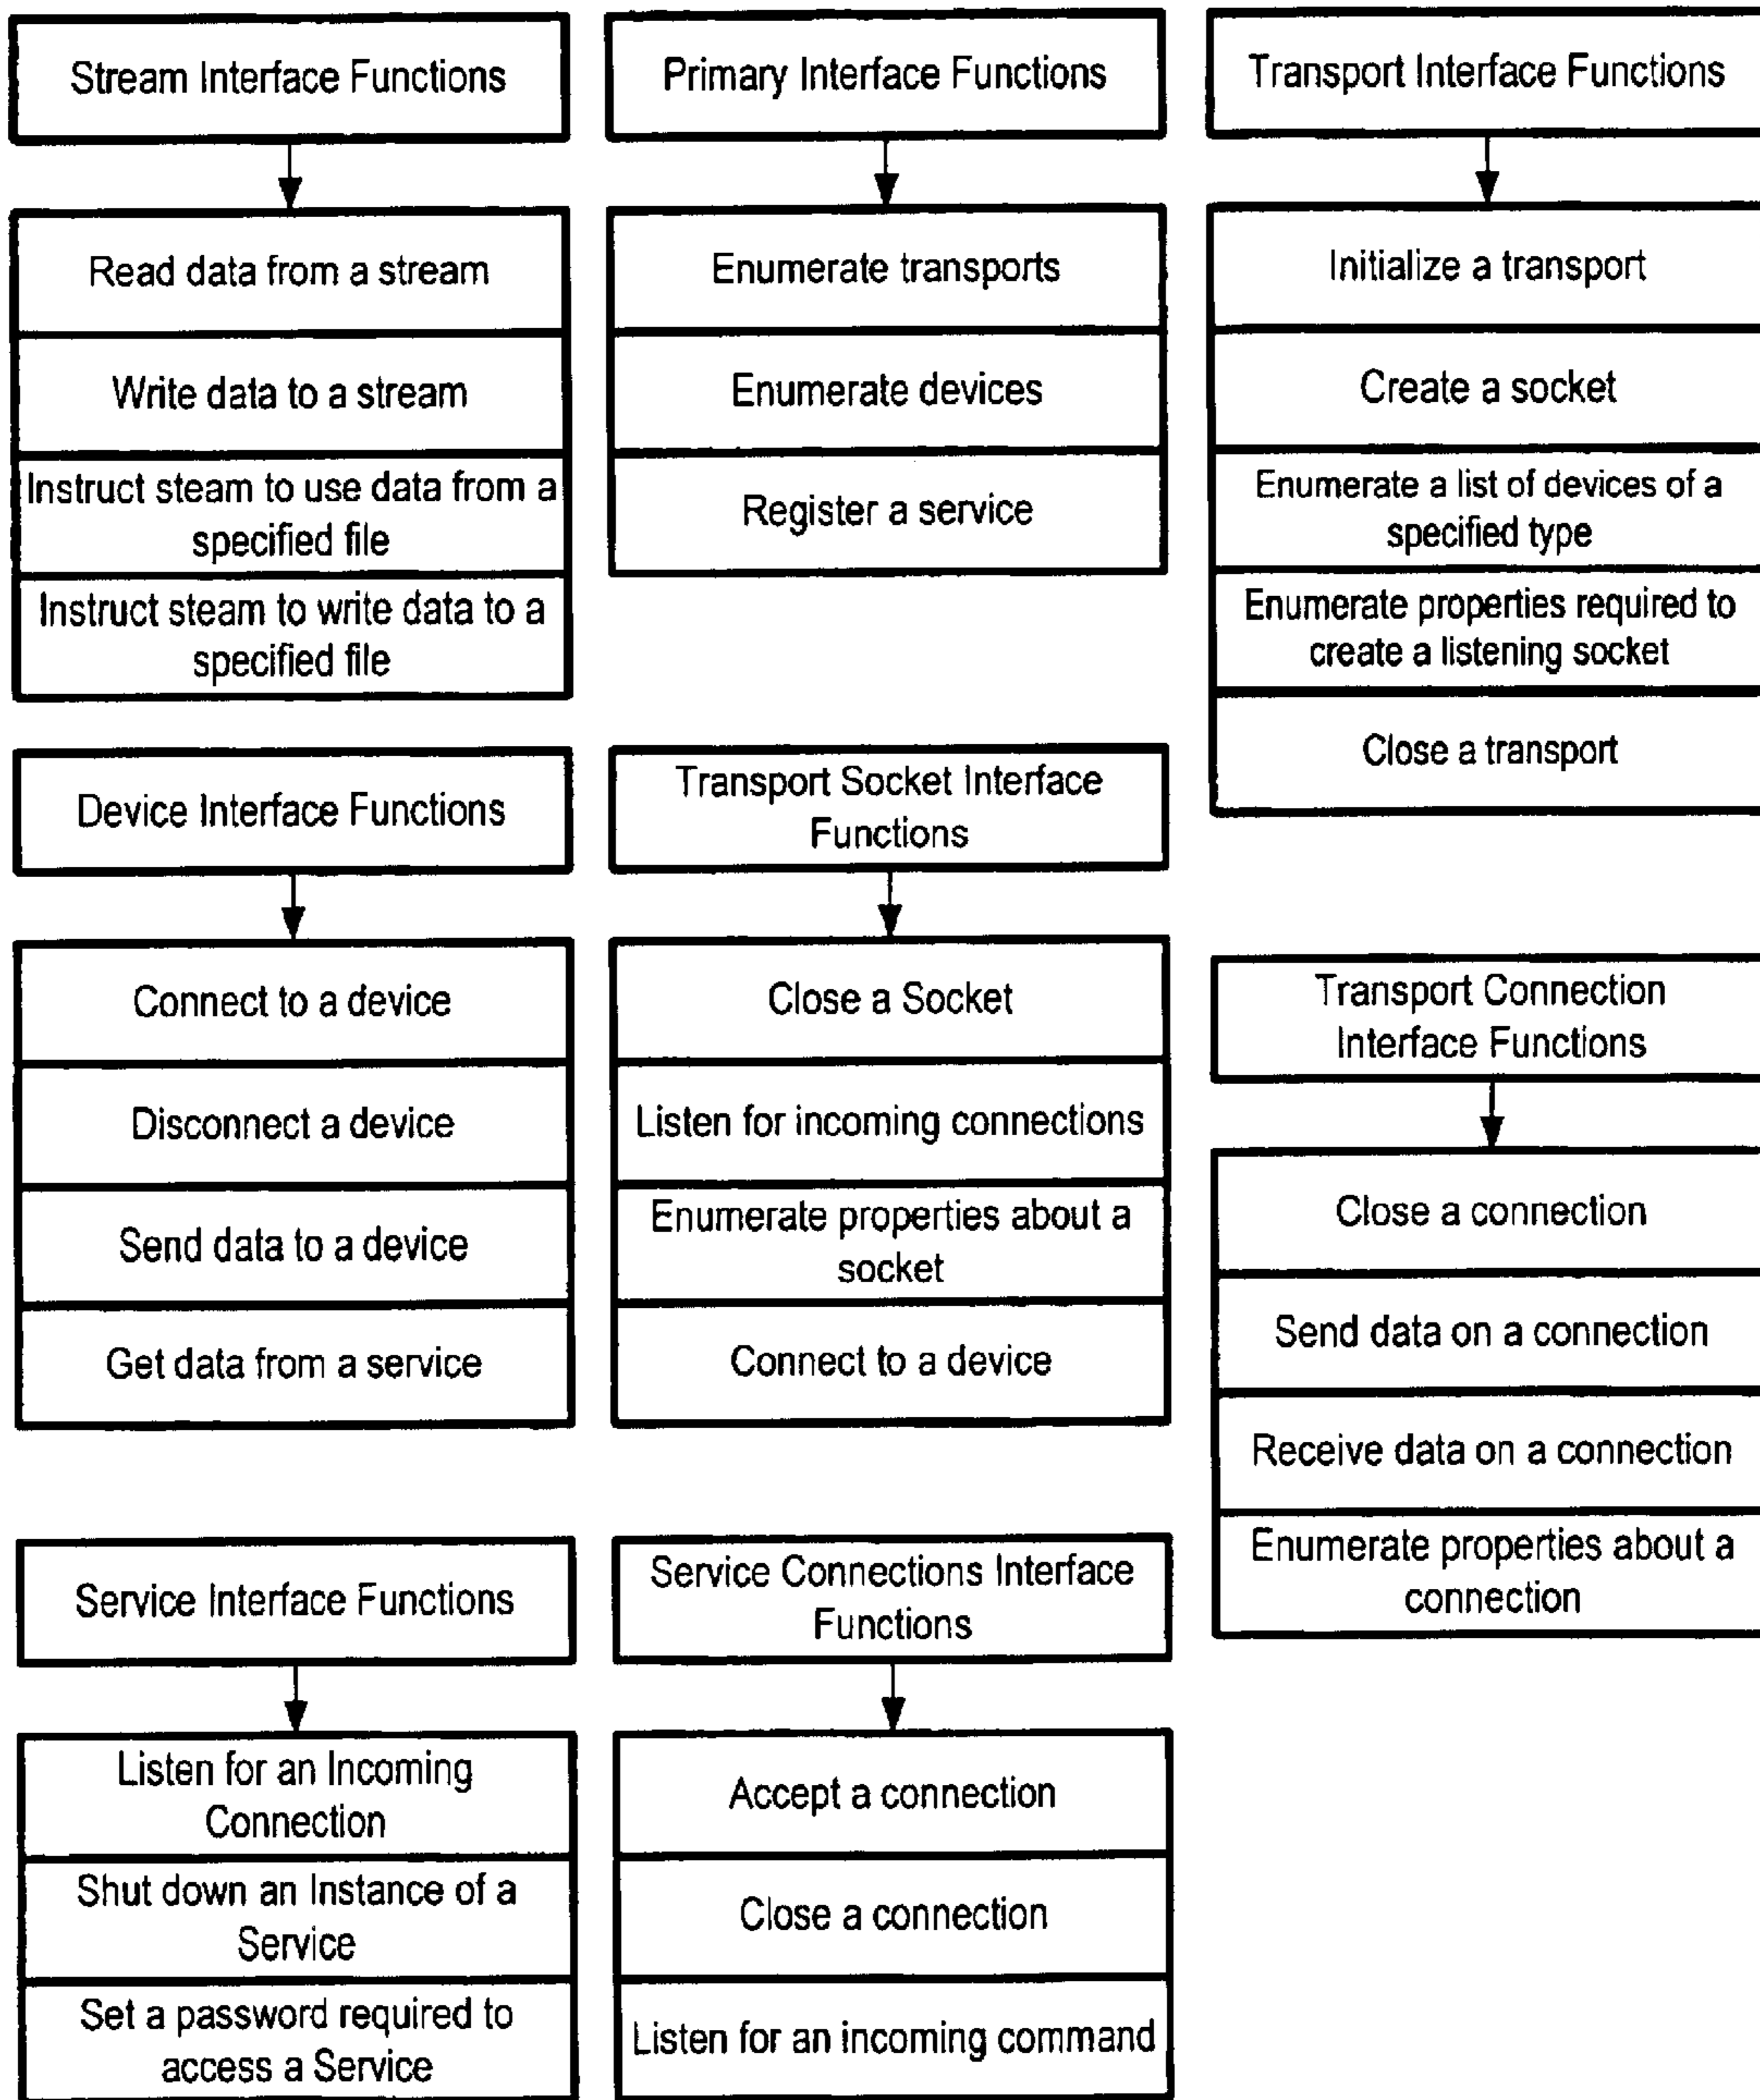 Stream Interface Functions
Read data from a stream
Write data to a stream
Instruct steam to use data from a
specified file
Instruct steam to write data to a
specified file
Primary Interface Functions
Enumerate transports
Enumerate devices
Register a service
Transport Interface Functions
Initialize a transport
Create a socket
Enumerate a list of devices of a
specified type
Enumerate properties required to
create a listening socket
Close a transport
Device Interface Functions
Connect to a device
Disconnect a device
Send data to a device
Get data from a service
Transport Socket Interface
Functions
Close a Socket
Listen for incoming connections
Enumerate properties about a
socket
Connect to a device
Transport Connection
Interface Functions
Close a connection
Send data on a connection
Receive data on a connection
Enumerate properties about a
connection
Service Interface Functions
Listen for an Incoming
Connection
Shut down an Instance of a
Service
Set a password required to
access a Service
Service Connections Interface
Functions
Accept a connection
Close a connection
Listen for an incoming command